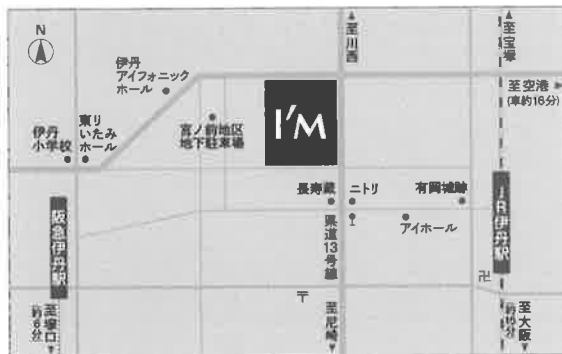 N
伊丹
アイフォニック
ホール
東リ
いたみ
ホール
伊丹
小学校
宮ノ前地区
地下駐車場
I'M
至川西
至宝塚
至空港
(車約16分)
長寿蔵
ニトリ
有岡城跡
アイホール
県道13号線
阪急伊丹駅
JR伊丹駅
卍
〒
至塚口
(約6分)
至尼崎
至大阪
(約15分)